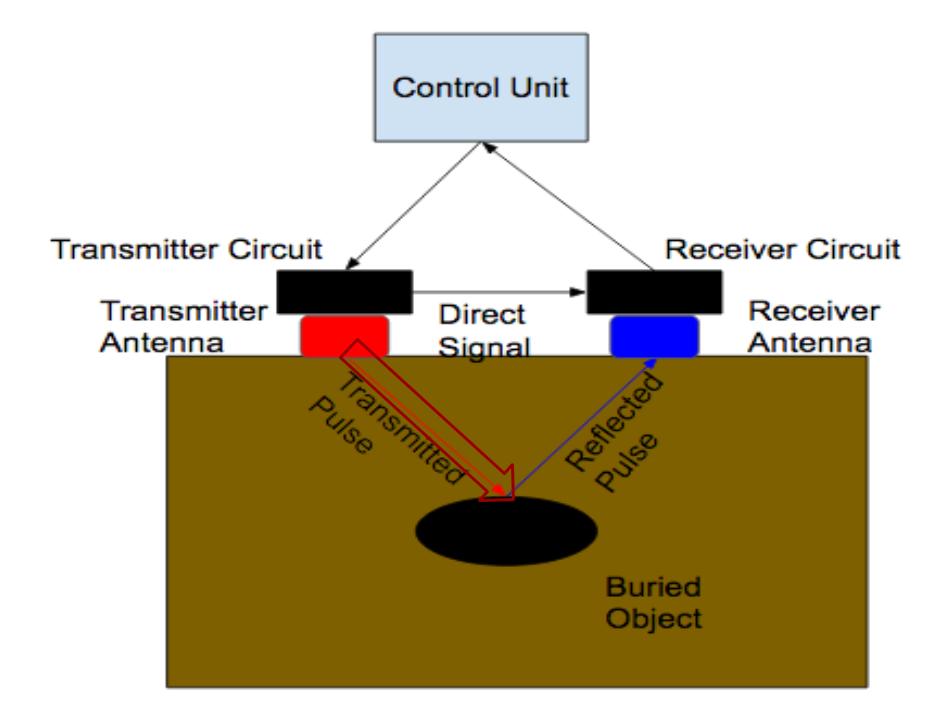 Control Unit
Transmitter Circuit
Receiver Circuit
Transmitter
Antenna
Direct
Signal
Receiver
Antenna
Transmitted
Pulse
Reflected
Pulse
Buried
Object